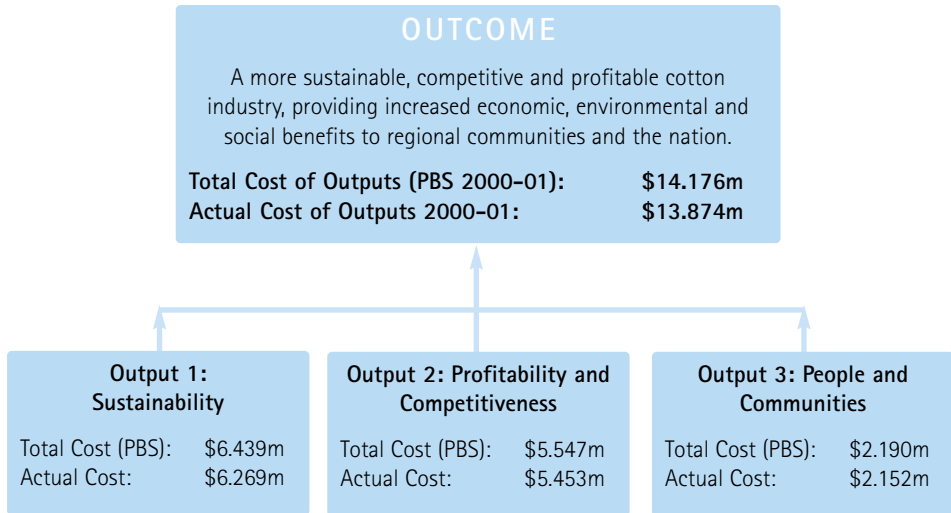 OUTCOME
A more sustainable, competitive and profitable cotton
industry, providing increased economic, environmental and
social benefits to regional communities and the nation.
Total Cost of Outputs (PBS 2000-01): $14.176m
Actual Cost of Outputs 2000-01: $13.874m
Output 1:
Sustainability
Total Cost (PBS): $6.439m
Actual Cost: $6.269m
Output 2: Profitability and
Competitiveness
Total Cost (PBS): $5.547m
Actual Cost: $5.453m
Output 3: People and
Communities
Total Cost (PBS): $2.190m
Actual Cost: $2.152m